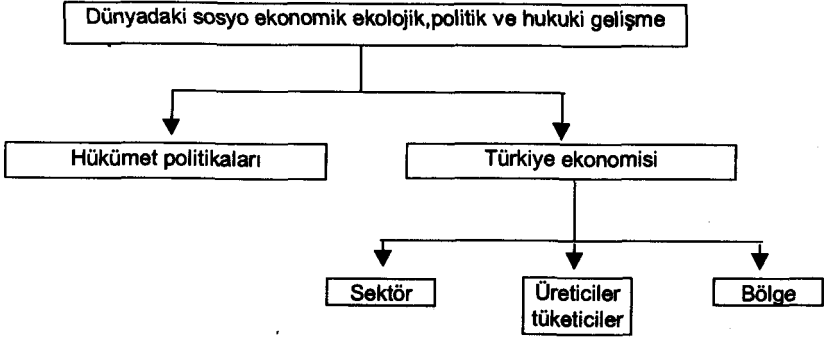 Dünyadaki sosyo ekonomik ekolojik,politik ve hukuki gelişme
Hükümet politikaları
Türkiye ekonomisi
Sektör
Üreticiler
tüketiciler
Bölge